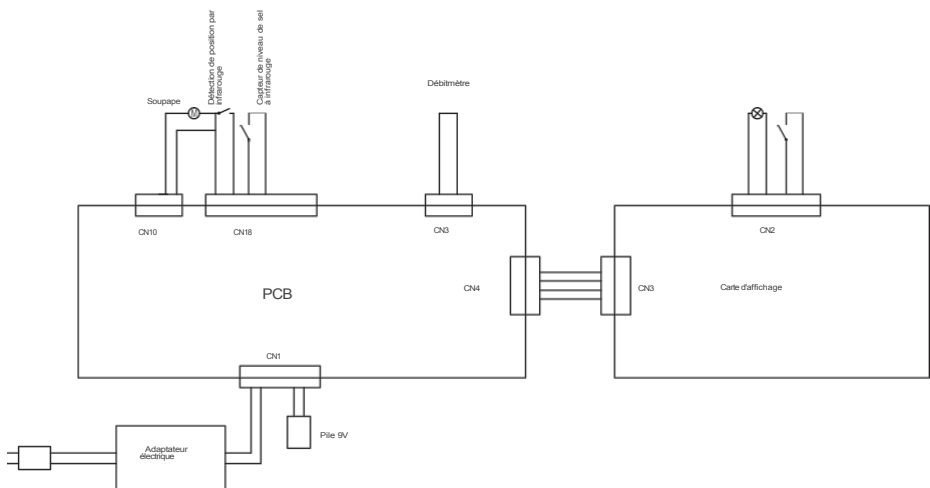 Détection de position par
infrarouge
Capteur de niveau de sel
à infrarouge
Soupape
M
Débitmètre
CN10
CN18
CN3
CN2
PCB
CN4
CN3
Carte d'affichage
CN1
Pile 9V
Adaptateur
électrique